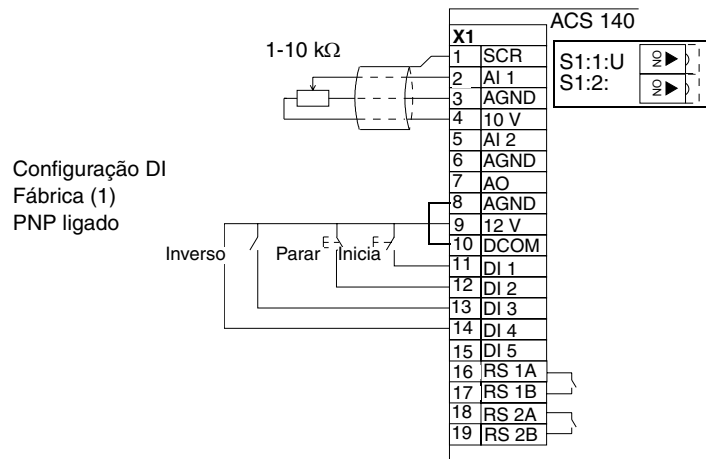 ACS 140
X1
1 SCR
2 AI 1
3 AGND
4 10 V
5 AI 2
6 AGND
7 AO
8 AGND
9 12 V
10 DCOM
11 DI 1
12 DI 2
13 DI 3
14 DI 4
15 DI 5
16 RS 1A
17 RS 1B
18 RS 2A
19 RS 2B
S1:1:U
S1:2:
ON
ON
1-10 kΩ
Configuração DI
Fábrica (1)
PNP ligado
Inverso
Parar
E
Inicia
F